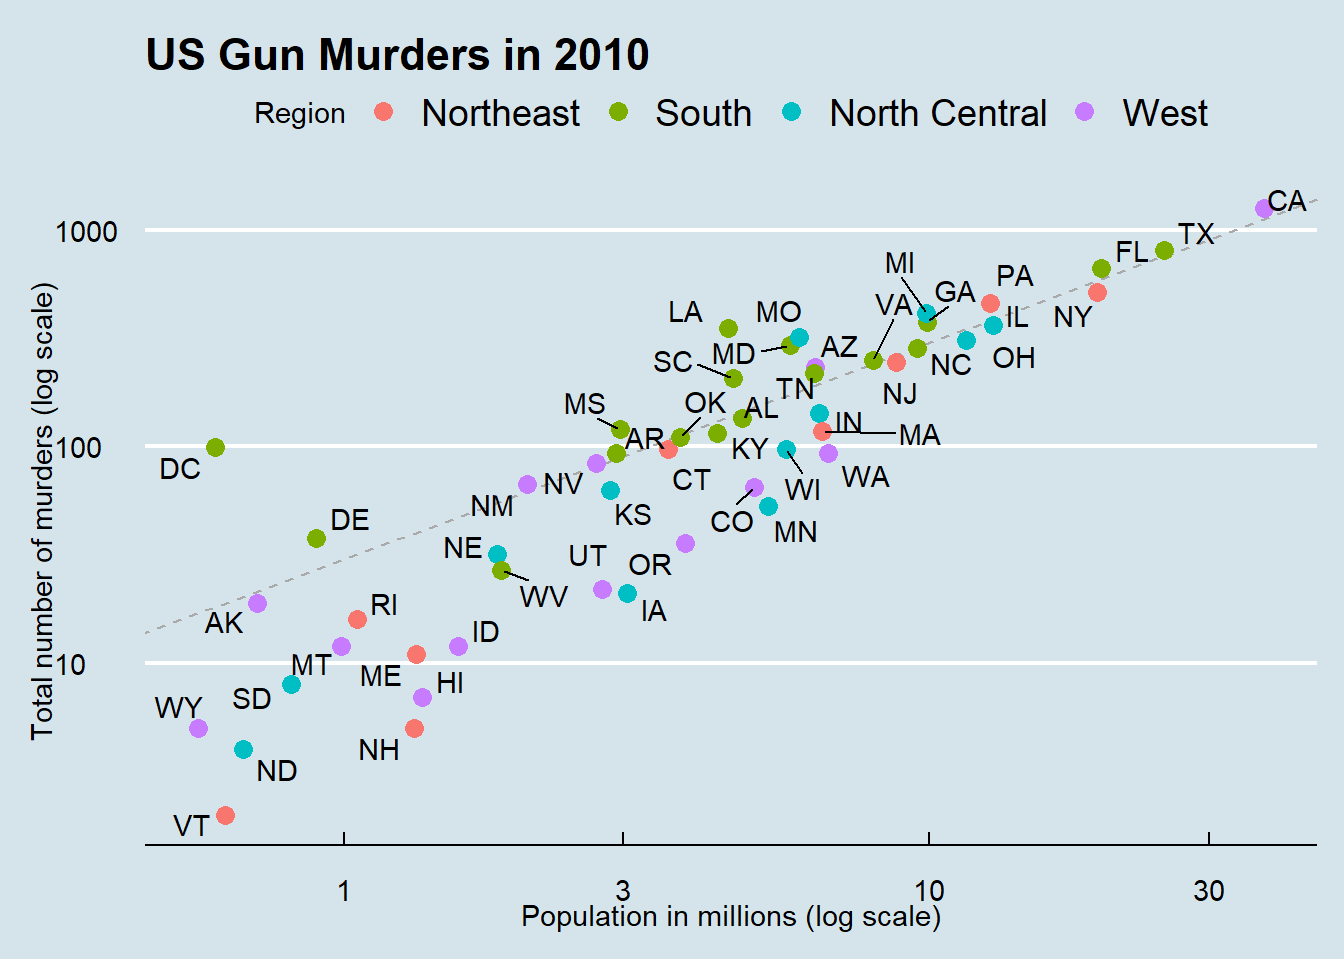 US Gun Murders in 2010
Region Northeast South North Central West
Total number of murders (log scale)
1000
100
10
CA
TX
FL
MI
PA
GA
VA
LA
MO
IL
NY
MD
AZ
OH
SC
NC
TN
NJ
MS
OK
AL
IN
MA
AR
KY
DC
CT
WA
NV
WI
NM
KS
CO
DE
MN
NE
UT
OR
WV
IA
RI
AK
ID
MT
ME
HI
SD
WY
NH
ND
VT
1 3 10 30
Population in millions (log scale)